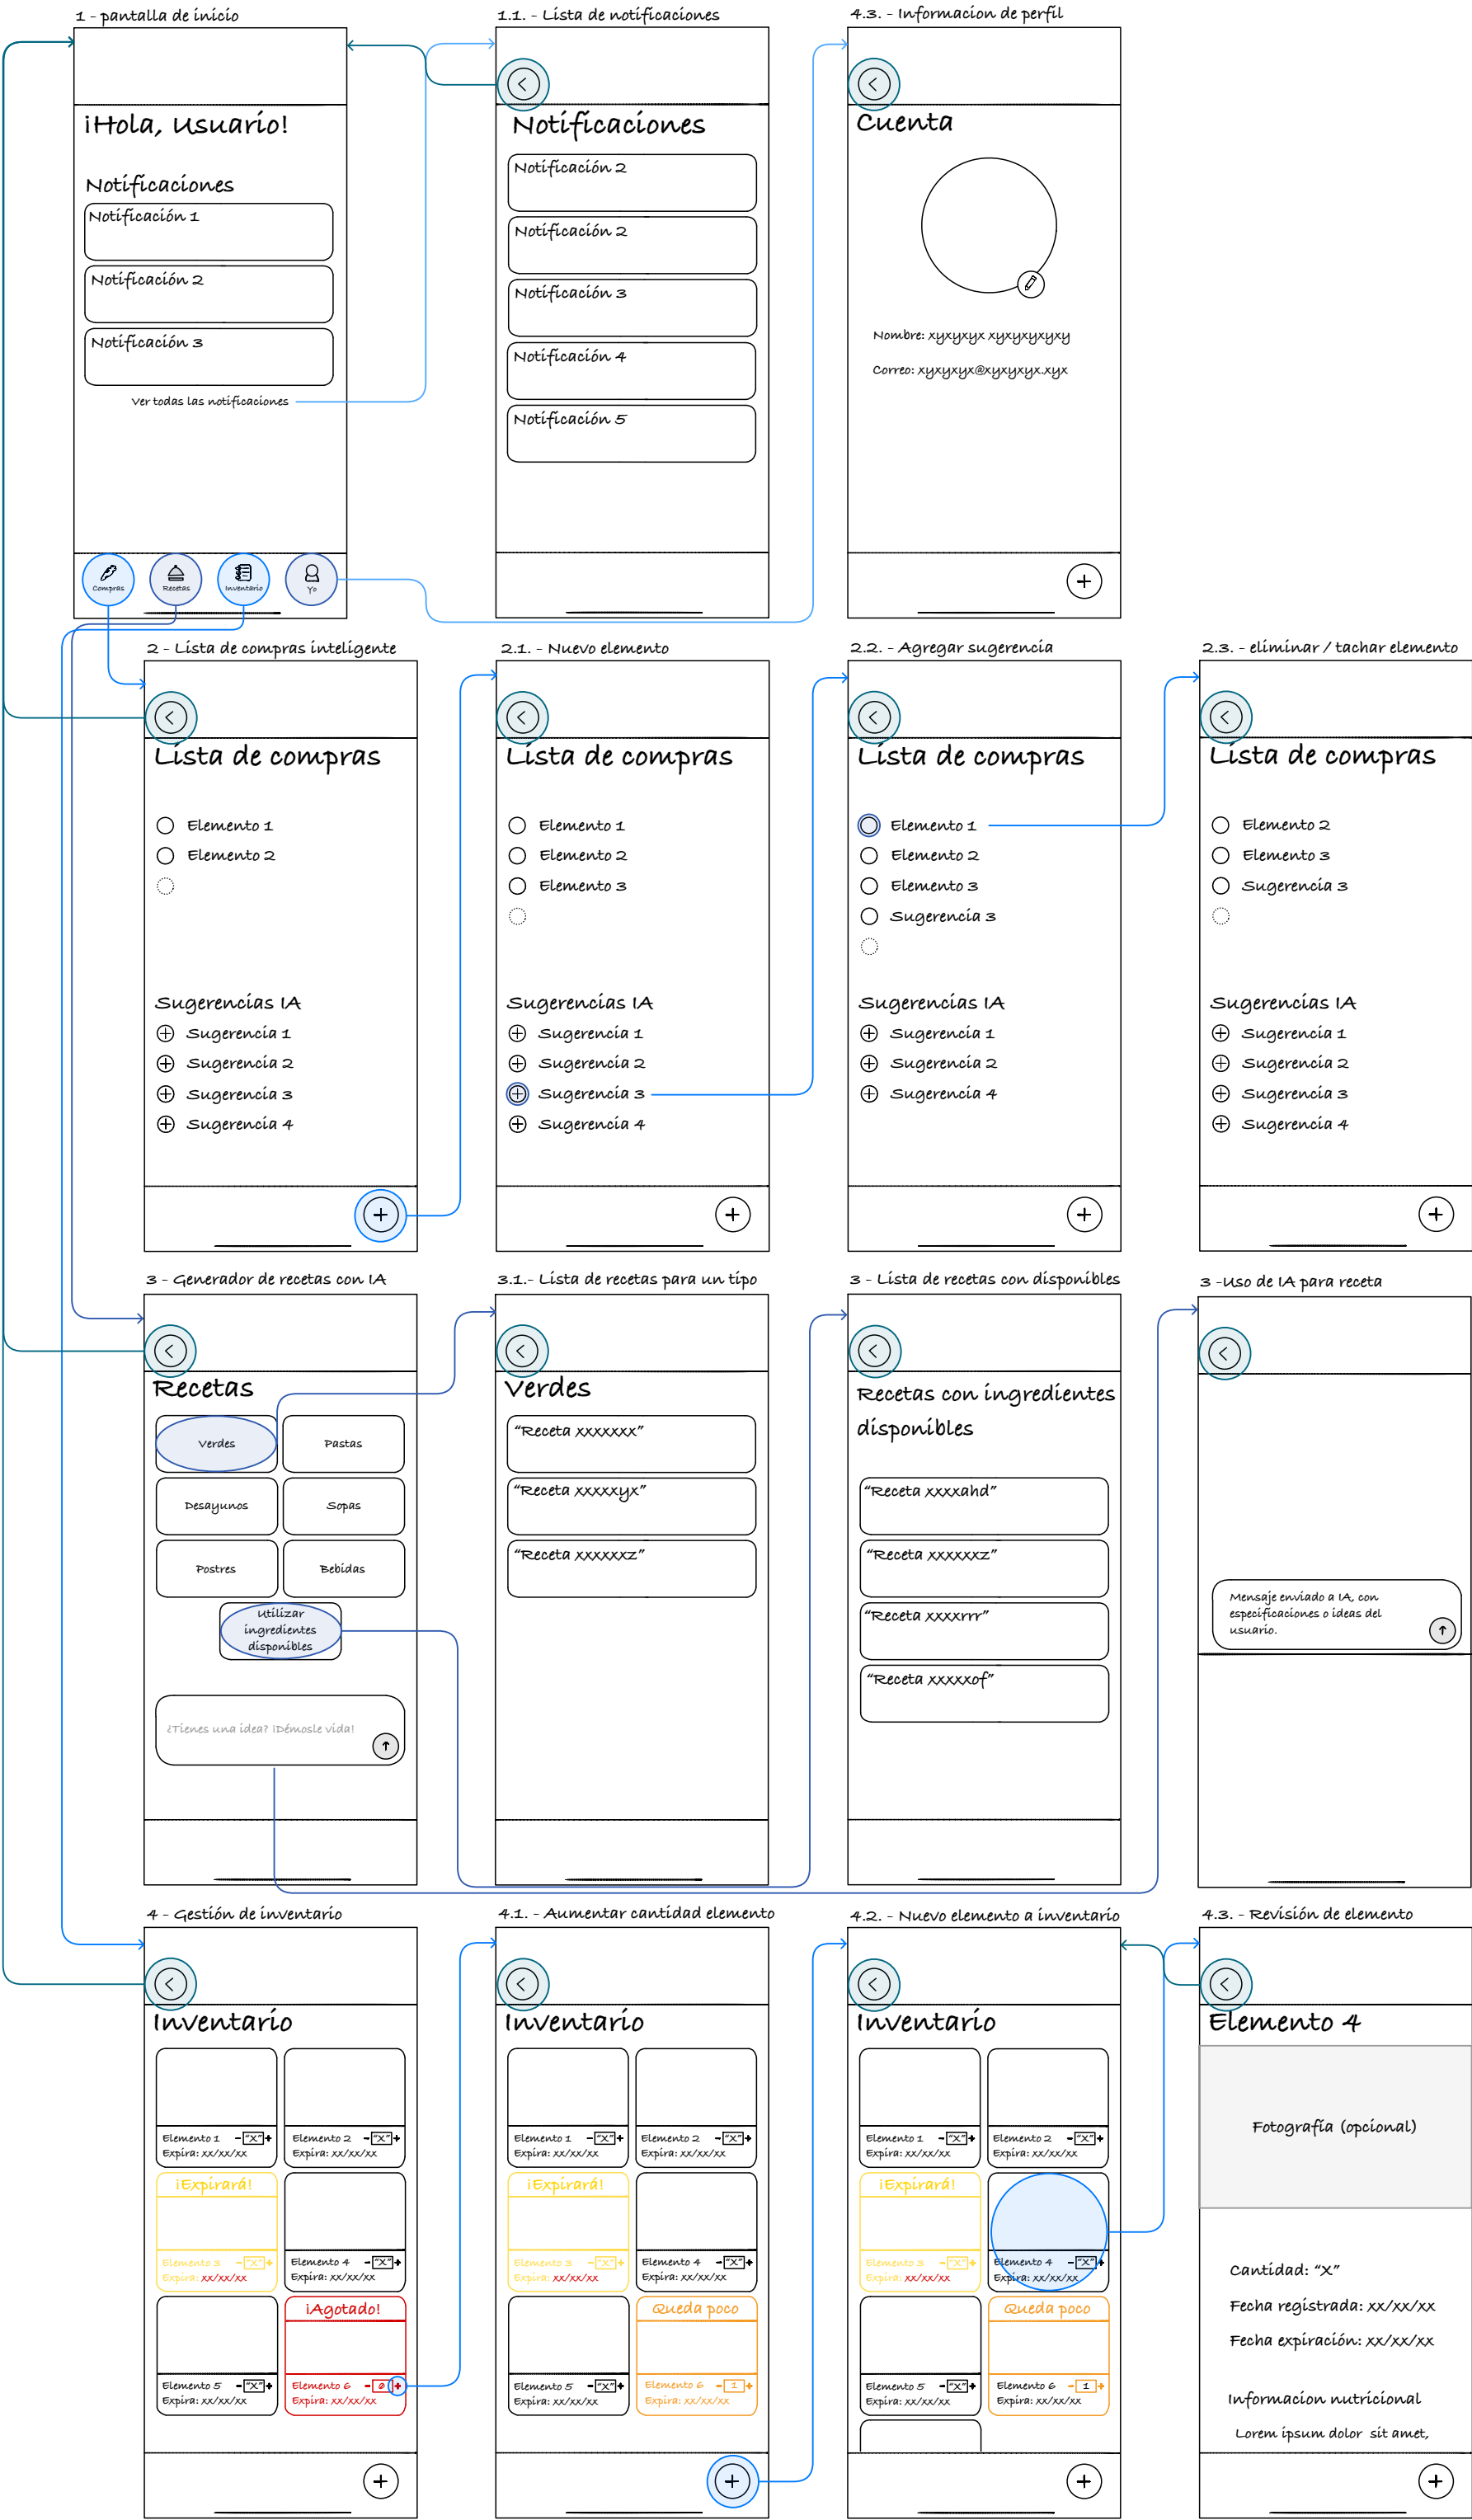 1 - pantalla de inicio
¡Hola, Usuario!
Notificaciones
Notificación 1
Notificación 2
Notificación 3
Ver todas las notificaciones
Compras
Recetas
Inventario
Yo
1.1. - Lista de notificaciones
Notificaciones
Notificación 2
Notificación 2
Notificación 3
Notificación 4
Notificación 5
4.3. - Informacion de perfil
Cuenta
Nombre: xyxyxyx xyxyxyxyxy
Correo: xyxyxyx@xyxyxyx.xyx
2 - Lista de compras inteligente
Lista de compras
Elemento 1
Elemento 2
Sugerencias IA
Sugerencia 1
Sugerencia 2
Sugerencia 3
Sugerencia 4
2.1. - Nuevo elemento
Lista de compras
Elemento 1
Elemento 2
Elemento 3
Sugerencias IA
Sugerencia 1
Sugerencia 2
Sugerencia 3
Sugerencia 4
2.2. - Agregar sugerencia
Lista de compras
Elemento 1
Elemento 2
Elemento 3
Sugerencia 3
Sugerencias IA
Sugerencia 1
Sugerencia 2
Sugerencia 4
2.3. - eliminar / tachar elemento
Lista de compras
Elemento 2
Elemento 3
Sugerencia 3
Sugerencias IA
Sugerencia 1
Sugerencia 2
Sugerencia 3
Sugerencia 4
3 - Generador de recetas con IA
Recetas
Verdes
Pastas
Desayunos
Sopas
Postres
Bebidas
Utilizar
ingredientes
disponibles
¿Tienes una idea? ¡Démosle vida!
3.1.- Lista de recetas para un tipo
Verdes
“Receta xxxxxxx”
“Receta xxxxxyx”
“Receta xxxxxxz”
3 - Lista de recetas con disponibles
Recetas con ingredientes
disponibles
“Receta xxxxahd”
“Receta xxxxxxz”
“Receta xxxxrrr”
“Receta xxxxxof”
3 -Uso de IA para receta
Mensaje enviado a IA, con
especificaciones o ideas del
usuario.
4 - Gestión de inventario
Inventario
Elemento 1 - “X” +
Expira: xx/xx/xx
Elemento 2 - “X” +
Expira: xx/xx/xx
¡Expirará!
Elemento 3 - “X” +
Expira: xx/xx/xx
Elemento 4 - “X” +
Expira: xx/xx/xx
Elemento 5 - “X” +
Expira: xx/xx/xx
¡Agotado!
Elemento 6 - 0 +
Expira: xx/xx/xx
4.1. - Aumentar cantidad elemento
Inventario
Elemento 1 - “X” +
Expira: xx/xx/xx
Elemento 2 - “X” +
Expira: xx/xx/xx
¡Expirará!
Elemento 3 - “X” +
Expira: xx/xx/xx
Elemento 4 - “X” +
Expira: xx/xx/xx
Elemento 5 - “X” +
Expira: xx/xx/xx
Queda poco
Elemento 6 - 1 +
Expira: xx/xx/xx
4.2. - Nuevo elemento a inventario
Inventario
Elemento 1 - “X” +
Expira: xx/xx/xx
Elemento 2 - “X” +
Expira: xx/xx/xx
¡Expirará!
Elemento 3 - “X” +
Expira: xx/xx/xx
Elemento 4 - “X” +
Expira: xx/xx/xx
Elemento 5 - “X” +
Expira: xx/xx/xx
Queda poco
Elemento 6 - 1 +
Expira: xx/xx/xx
4.3. - Revisión de elemento
Elemento 4
Fotografía (opcional)
Cantidad: “X”
Fecha registrada: xx/xx/xx
Fecha expiración: xx/xx/xx
Informacion nutricional
Lorem ipsum dolor sit amet,